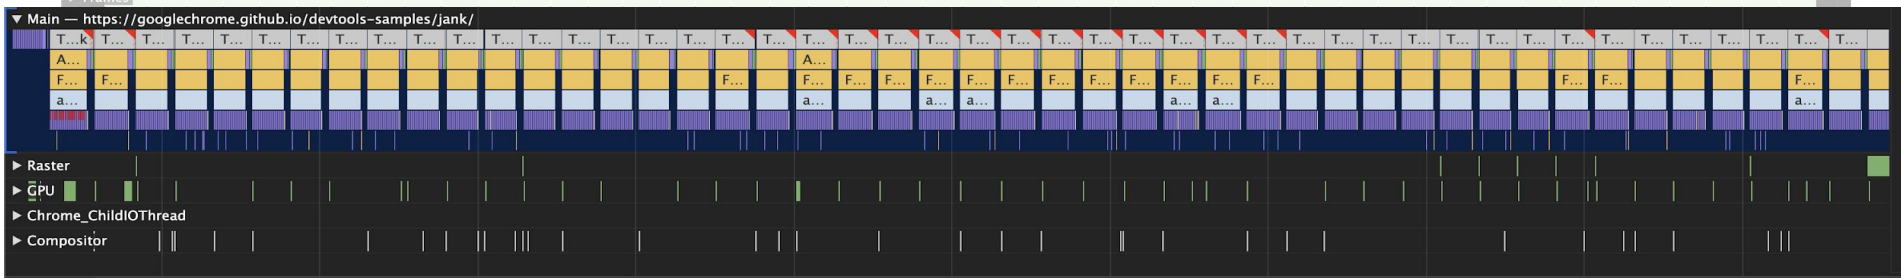 Main — https://googlechrome.github.io/devtools-samples/jank/
T...k T... T... T... T... T... T... T... T... T... T... T... T... T... T... T... T... T... T... T... T... T... T... T... T... T... T... T... T... T... T... T... T... T... T... T... T... T... T... T... T... T... T... T... T... T...
A... A...
F... F... F... F... F... F... F... F... F... F... F... F... F... F... F... F... F... F...
a... a... a... a... a... a... a...
Raster
GPU
Chrome_ChildIOThread
Compositor